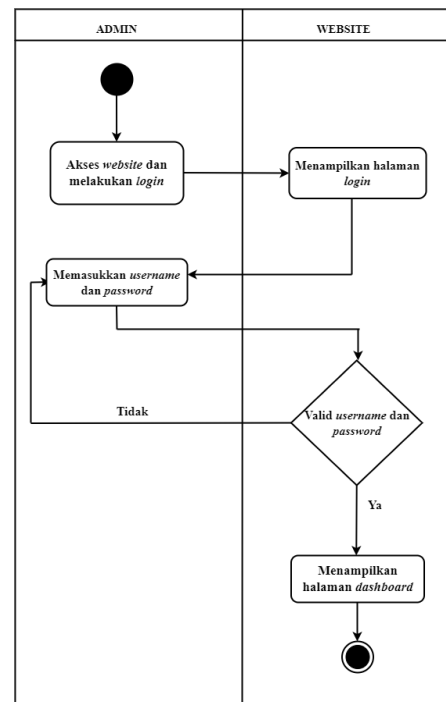 ADMIN
WEBSITE
Akses website dan
melakukan login
Menampilkan halaman
login
Memasukkan username
dan password
Valid username dan
password
Tidak
Ya
Menampilkan
halaman dashboard